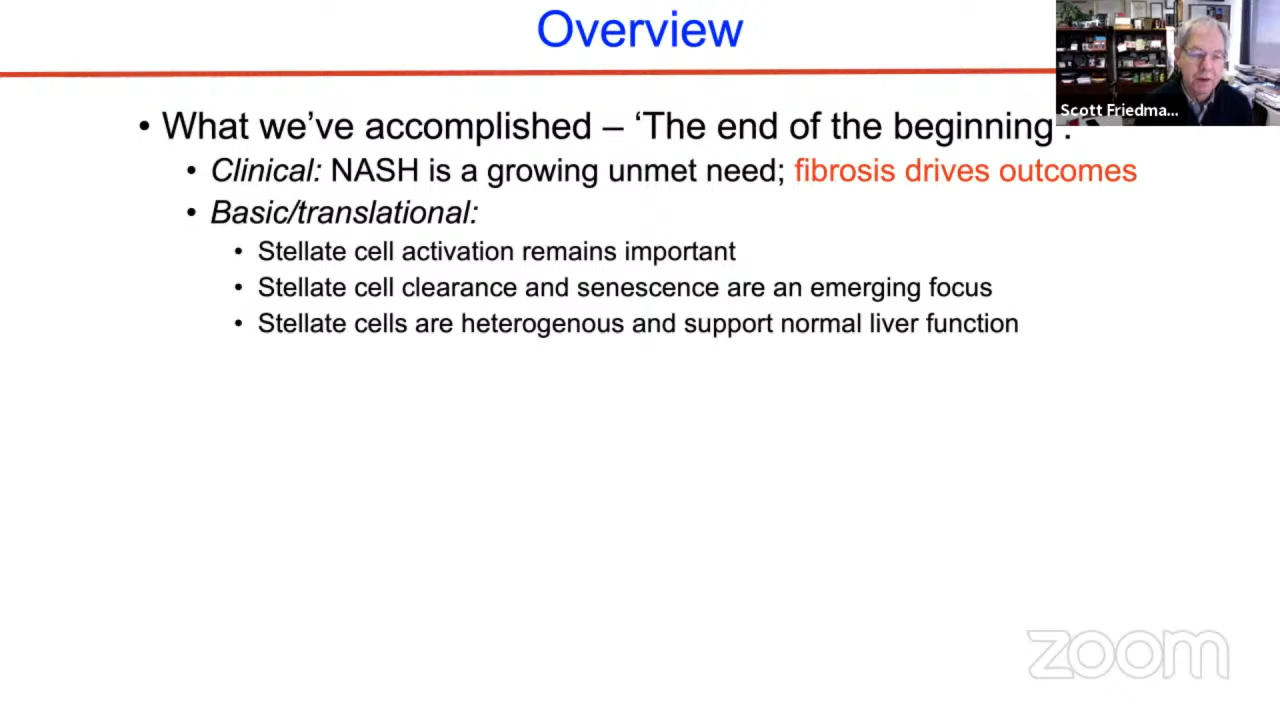 Overview
Scott Friedma...
• What we’ve accomplished – ‘The end of the beginning’.
• Clinical: NASH is a growing unmet need; fibrosis drives outcomes
• Basic/translational:
• Stellate cell activation remains important
• Stellate cell clearance and senescence are an emerging focus
• Stellate cells are heterogenous and support normal liver function
zoom